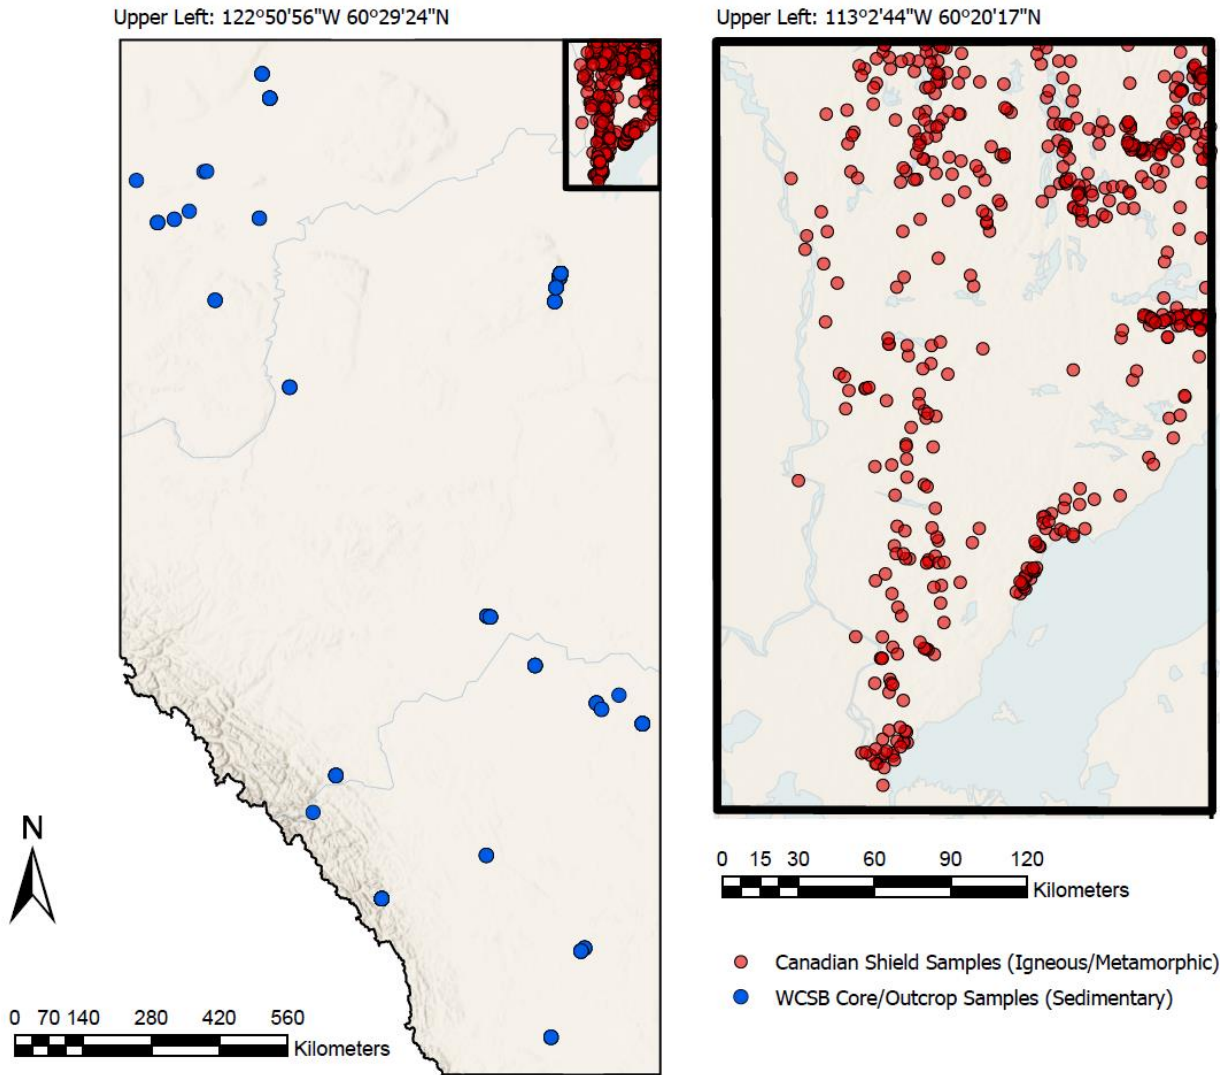 Upper Left: 122°50'56"W 60°29'24"N
Upper Left: 113°2'44"W 60°20'17"N
N
0 70 140 280 420 560
Kilometers
0 15 30 60 90 120
Kilometers
Canadian Shield Samples (Igneous/Metamorphic)
WCSB Core/Outcrop Samples (Sedimentary)